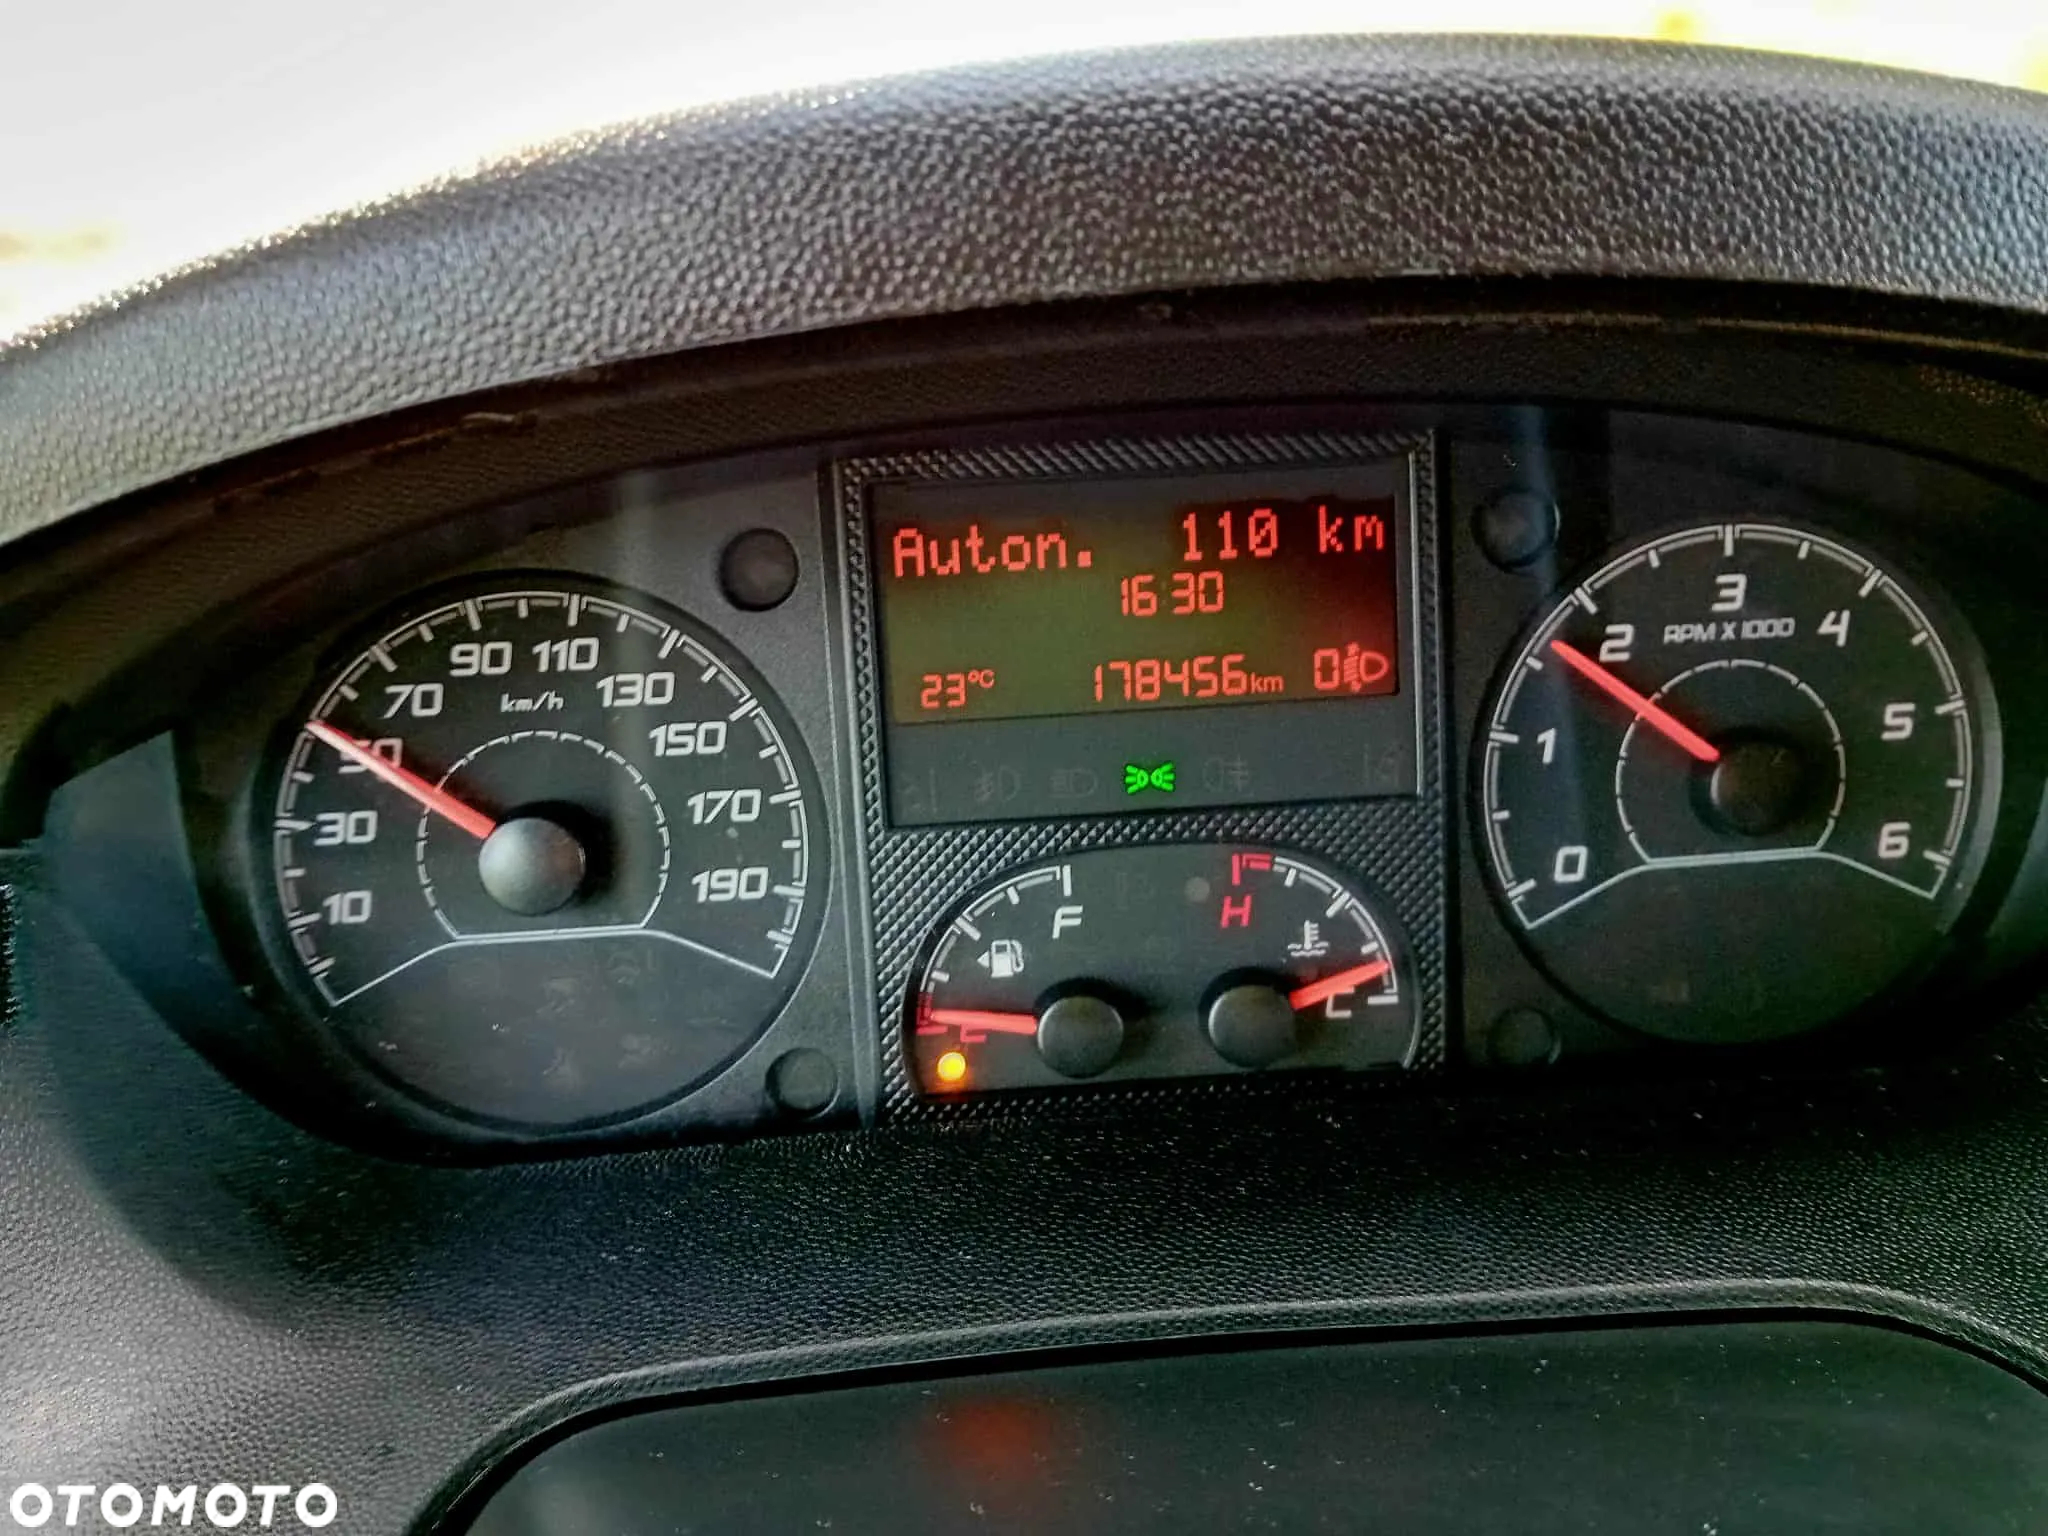 Auton. 110 km
16:30
23°C 178456km 0
90 110
70 km/h 130
50 150
30 170
10 190
3
2 RPM X 1000 4
1 5
0 6
F H
E C
OTOMOTO